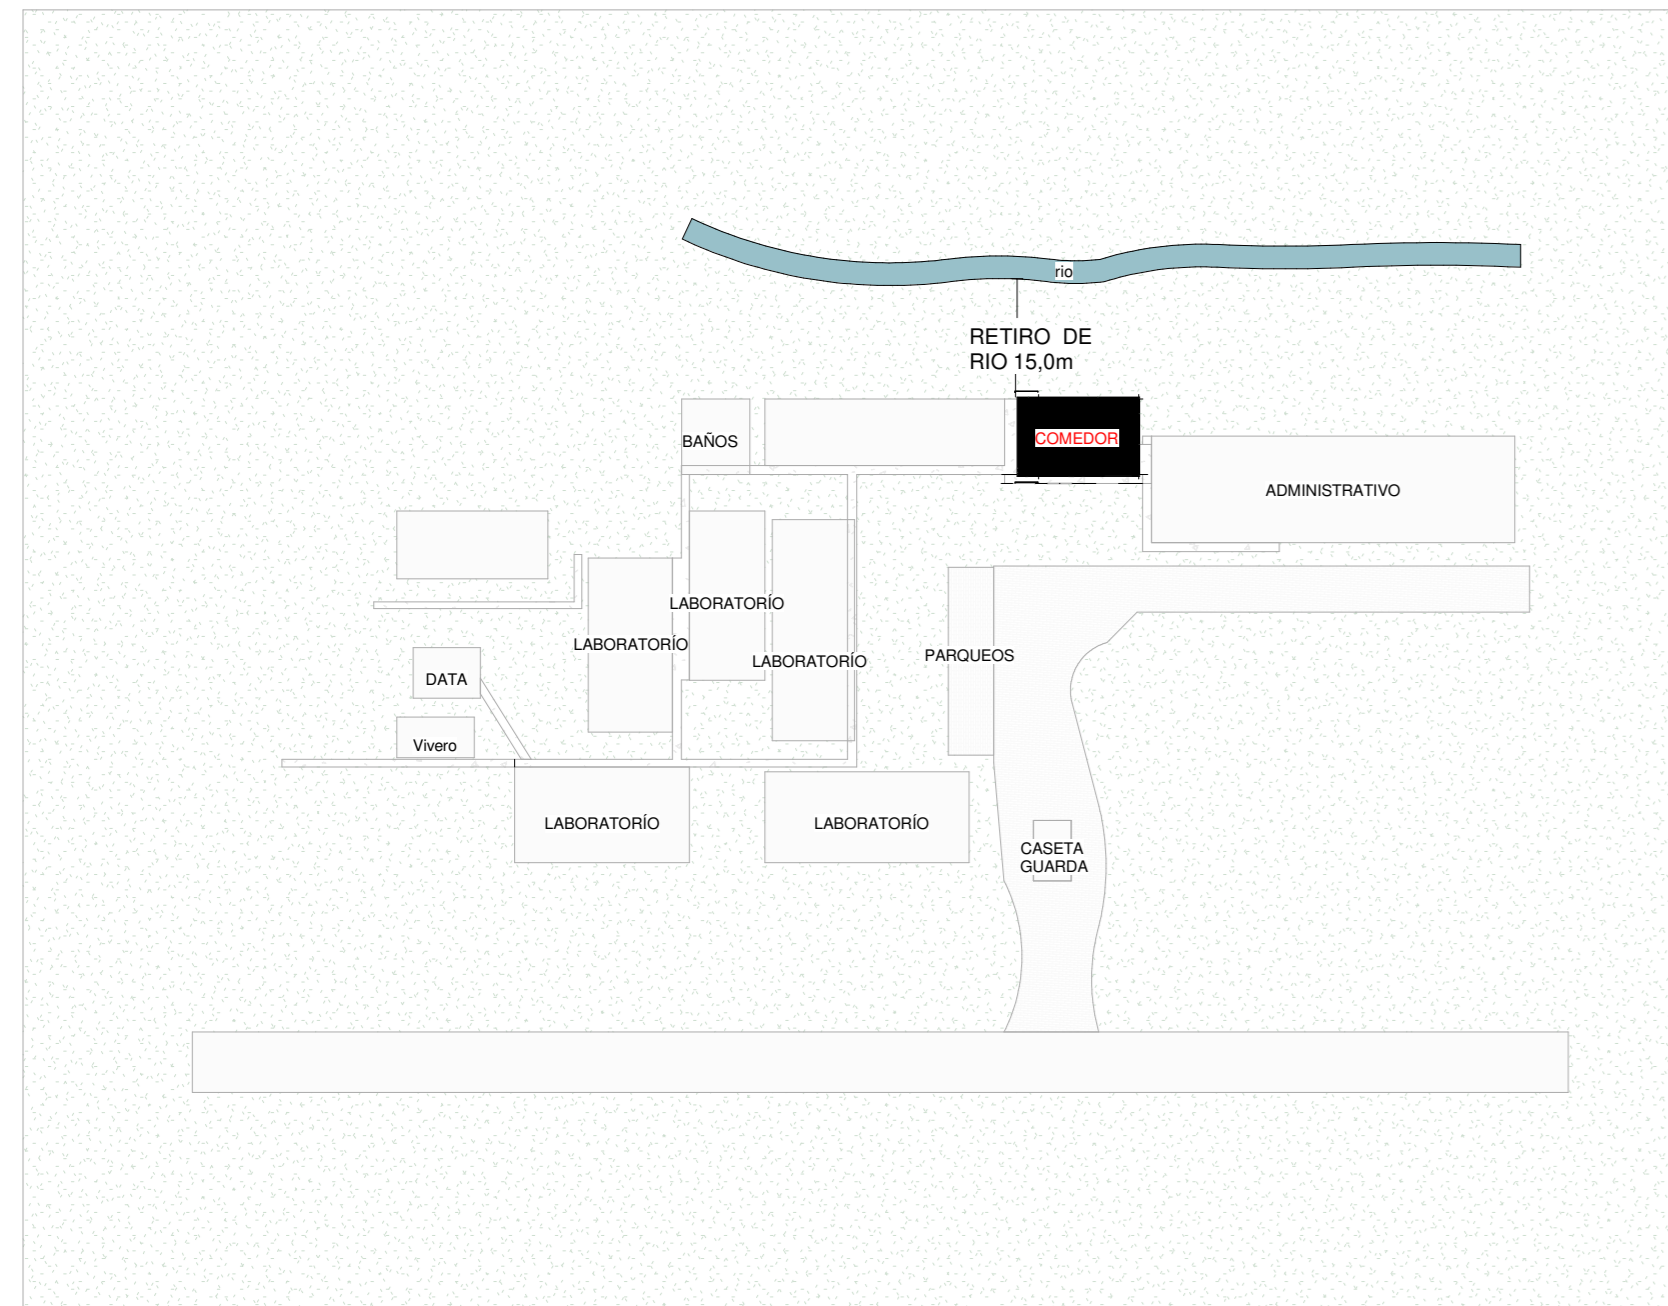 rio
RETIRO DE
RIO 15,0m
BAÑOS
COMEDOR
ADMINISTRATIVO
LABORATORÍO
LABORATORÍO
LABORATORÍO
PARQUEOS
DATA
Vivero
LABORATORÍO
LABORATORÍO
CASETA
GUARDA